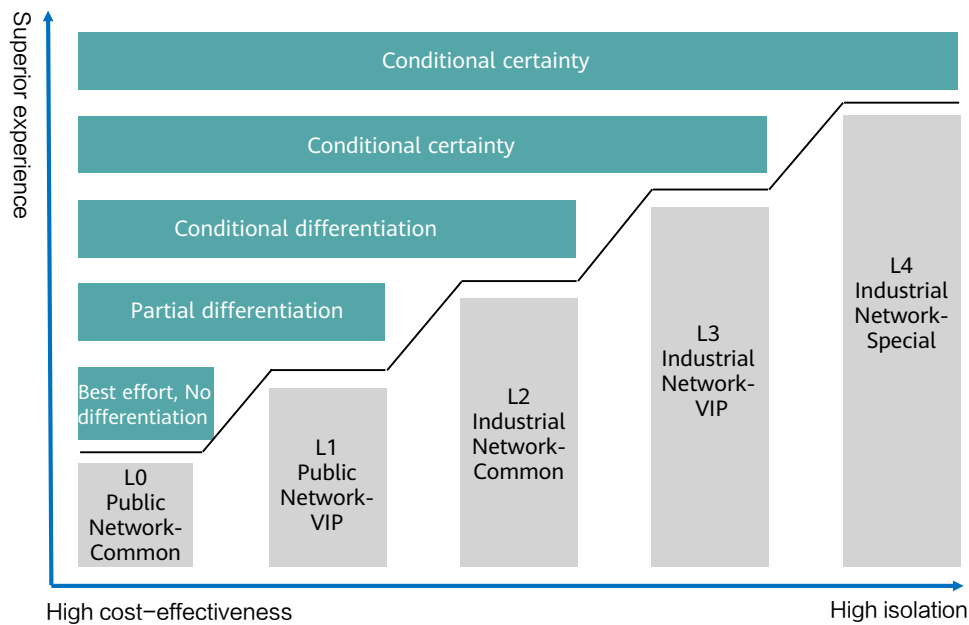 Superior experience
Conditional certainty
Conditional certainty
Conditional differentiation
Partial differentiation
Best effort, No
differentiation
L0
Public
Network-
Common
L1
Public
Network-
VIP
L2
Industrial
Network-
Common
L3
Industrial
Network-
VIP
L4
Industrial
Network-
Special
High cost-effectiveness
High isolation